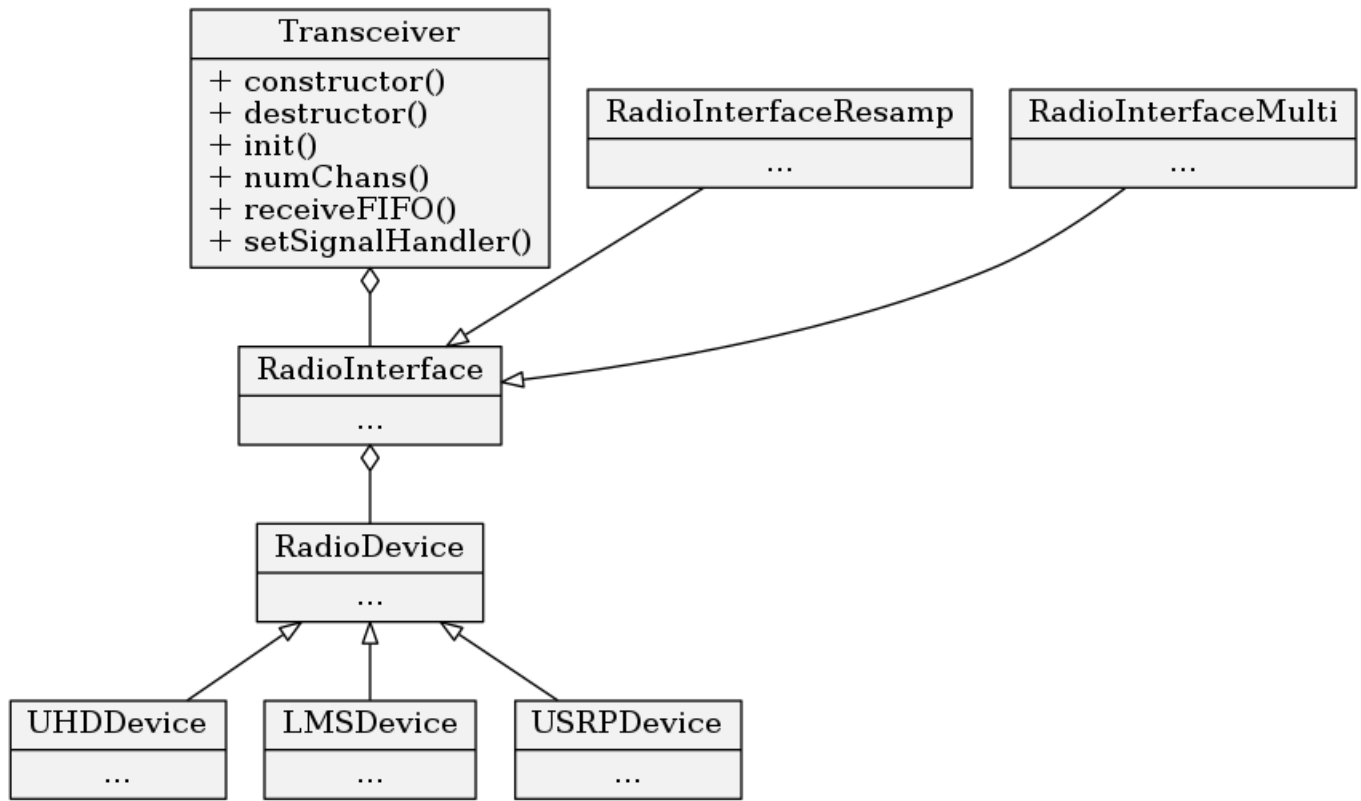 Transceiver
+ constructor()
+ destructor()
+ init()
+ numChans()
+ receiveFIFO()
+ setSignalHandler()
RadioInterfaceResamp
...
RadioInterfaceMulti
...
RadioInterface
...
RadioDevice
...
UHDDevice
...
LMSDevice
...
USRPDevice
...